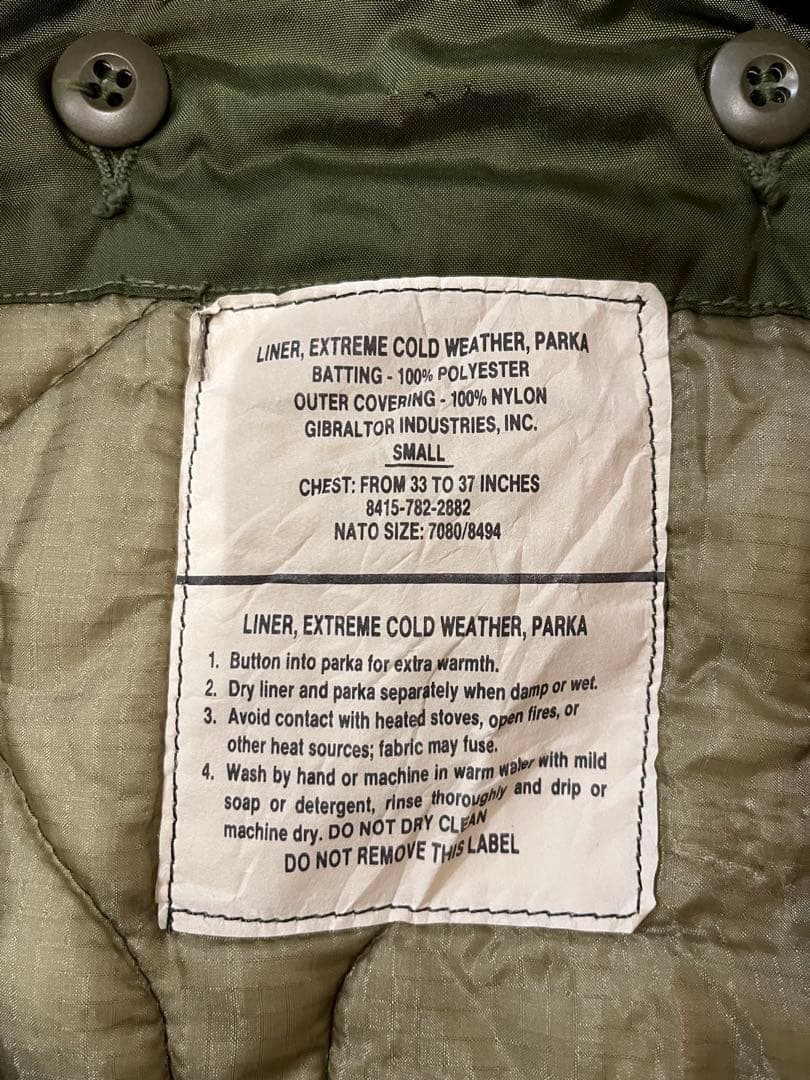 LINER, EXTREME COLD WEATHER, PARKA
BATTING - 100% POLYESTER
OUTER COVERING - 100% NYLON
GIBRALTOR INDUSTRIES, INC.
SMALL
CHEST: FROM 33 TO 37 INCHES
8415-782-2882
NATO SIZE: 7080/8494
LINER, EXTREME COLD WEATHER, PARKA
1. Button into parka for extra warmth.
2. Dry liner and parka separately when damp or wet.
3. Avoid contact with heated stoves, open fires, or
other heat sources; fabric may fuse.
4. Wash by hand or machine in warm water with mild
soap or detergent, rinse thoroughly and drip or
machine dry. DO NOT DRY CLEAN
DO NOT REMOVE THIS LABEL